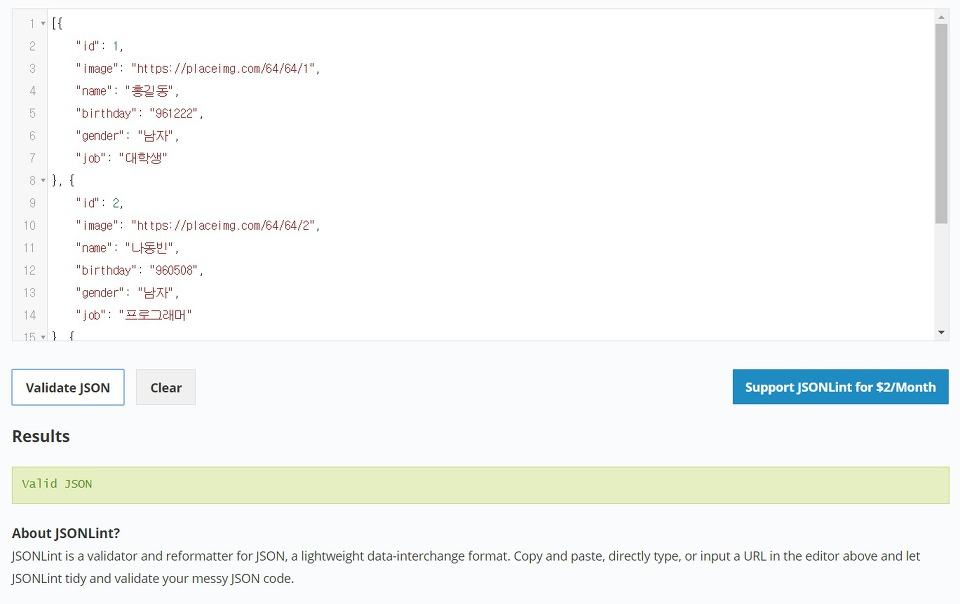 1 [{
2 "id": 1,
3 "image": "https://placeimg.com/64/64/1",
4 "name": "홍길동",
5 "birthday": "961222",
6 "gender": "남자",
7 "job": "대학생"
8 }, {
9 "id": 2,
10 "image": "https://placeimg.com/64/64/2",
11 "name": "나동빈",
12 "birthday": "960508",
13 "gender": "남자",
14 "job": "프로그래머"
15 }, {
Validate JSON Clear Support JSONLint for $2/Month
Results
Valid JSON
About JSONLint?
JSONLint is a validator and reformatter for JSON, a lightweight data-interchange format. Copy and paste, directly type, or input a URL in the editor above and let
JSONLint tidy and validate your messy JSON code.